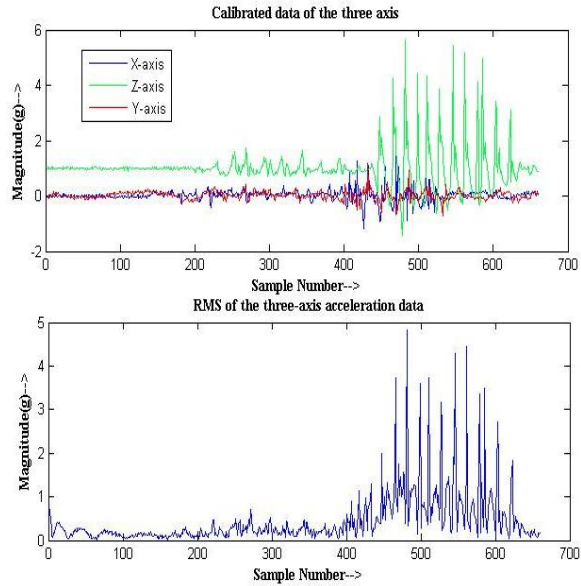 Calibrated data of the three axis
6
4
2
0
-2
Magnitude(g)-->
X-axis
Z-axis
Y-axis
0 100 200 300 400 500 600 700
Sample Number-->
RMS of the three-axis acceleration data
5
4
3
2
1
0
Magnitude(g)-->
0 100 200 300 400 500 600 700
Sample Number-->